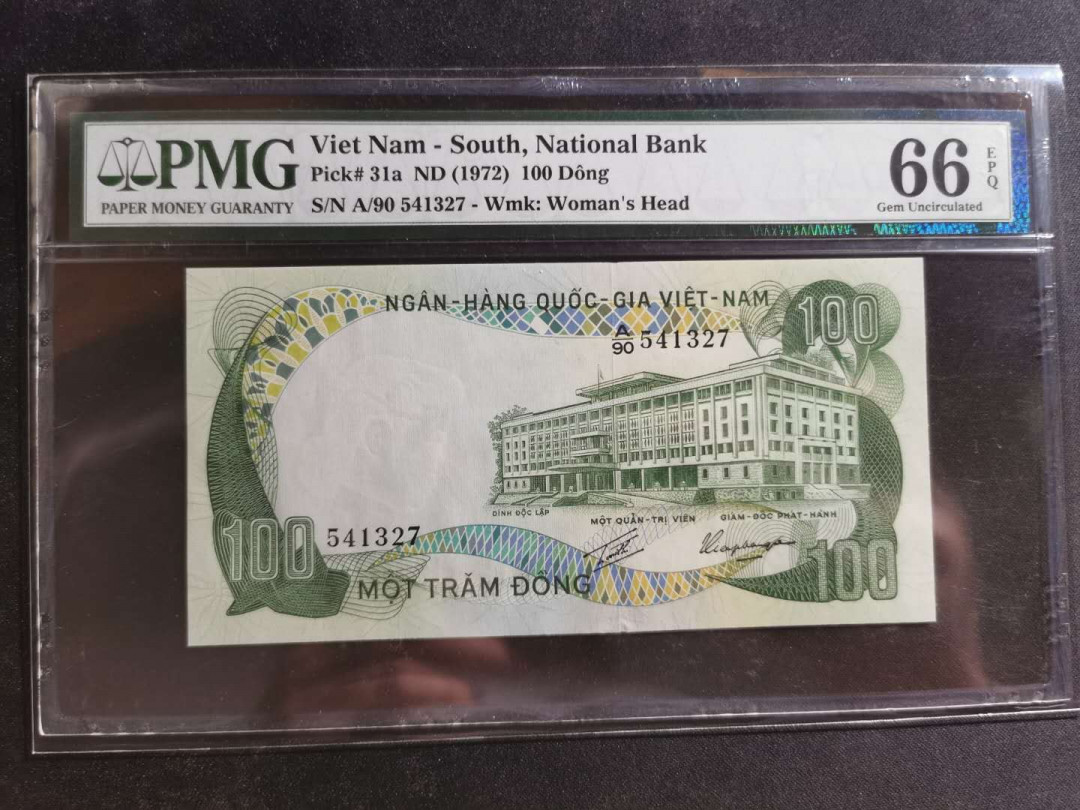 PMG
PAPER MONEY GUARANTY
Viet Nam - South, National Bank
Pick# 31a ND (1972) 100 Dông
S/N A/90 541327 - Wmk: Woman's Head
66
EPQ
Gem Uncirculated
NGÂN-HÀNG QUỐC-GIA VIỆT-NAM
100
A/90 541327
DINH ĐỘC LẬP
MỘT QUẢN-TRỊ VIÊN
GIÁM-ĐỐC PHÁT-HÀNH
100
541327
100
MỘT TRĂM ĐỒNG